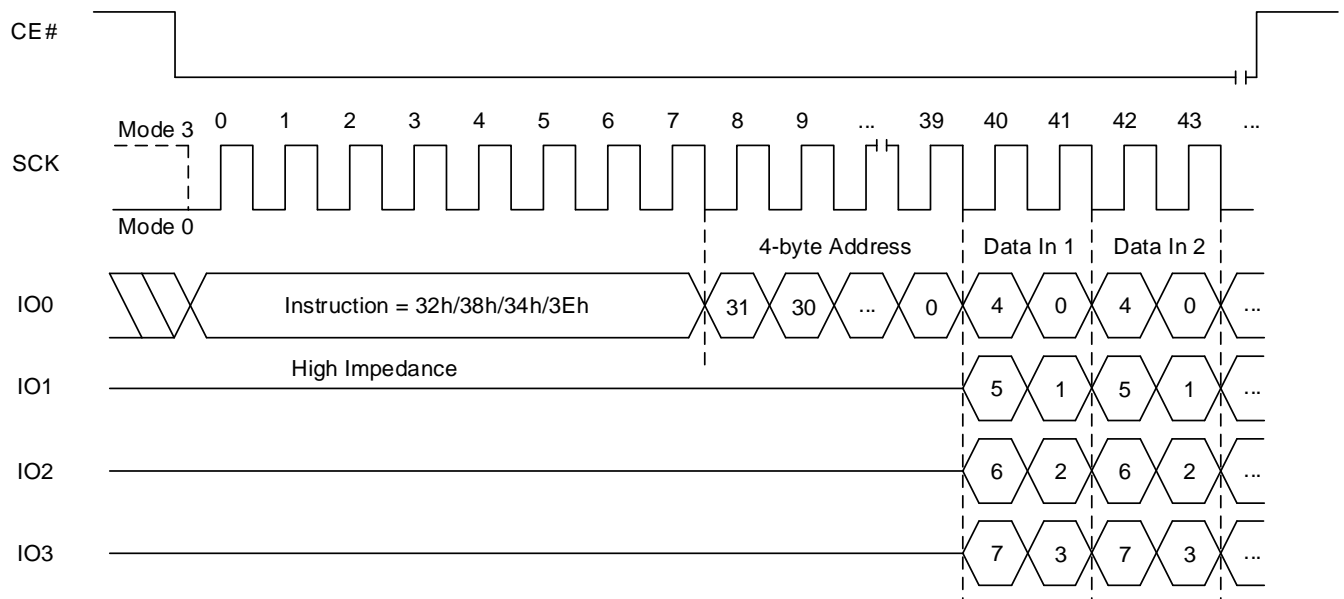 CE#
0 1 2 3 4 5 6 7 8 9 ... 39 40 41 42 43 ...
Mode 3
SCK
Mode 0
4-byte Address Data In 1 Data In 2
IO0 Instruction = 32h/38h/34h/3Eh 31 30 ... 0 4 0 4 0 ...
High Impedance
IO1 5 1 5 1 ...
IO2 6 2 6 2 ...
IO3 7 3 7 3 ...